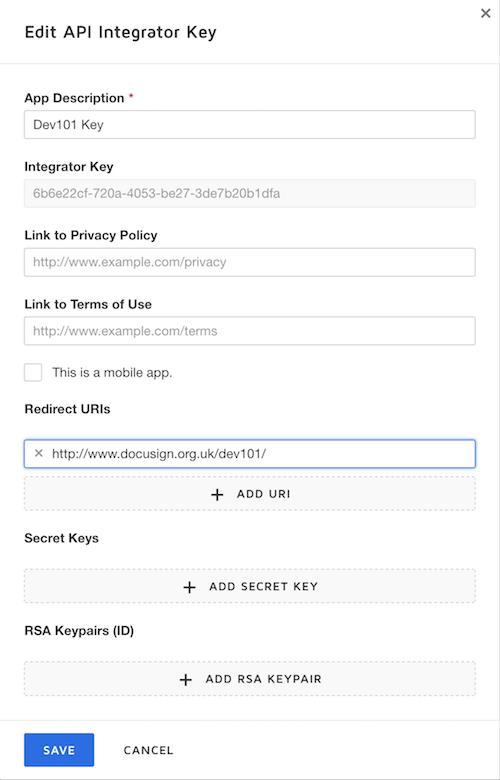 Edit API Integrator Key
App Description *
Dev101 Key
Integrator Key
6b6e22cf-720a-4053-be27-3de7b20b1dfa
Link to Privacy Policy
http://www.example.com/privacy
Link to Terms of Use
http://www.example.com/terms
This is a mobile app.
Redirect URIs
http://www.docusign.org.uk/dev101/
ADD URI
Secret Keys
ADD SECRET KEY
RSA Keypairs (ID)
ADD RSA KEYPAIR
SAVE CANCEL